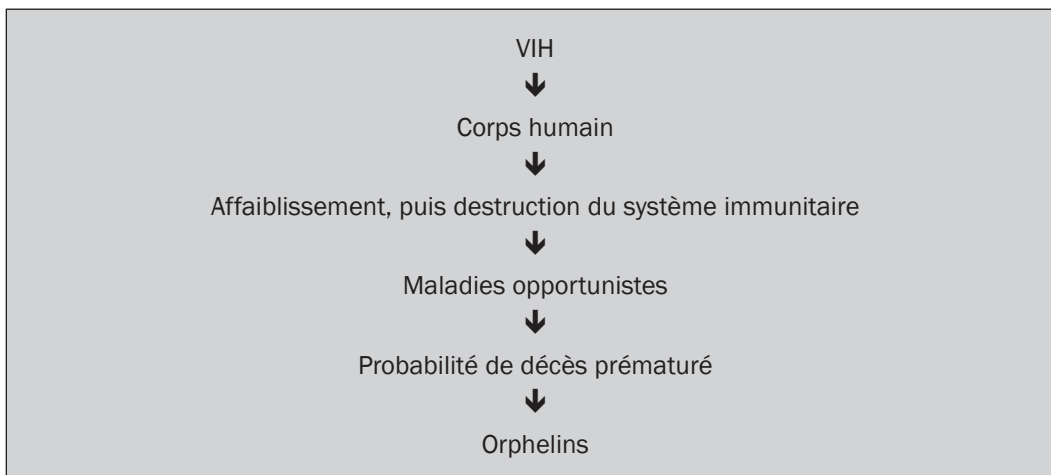 VIH
Corps humain
Affaiblissement, puis destruction du système immunitaire
Maladies opportunistes
Probabilité de décès prématuré
Orphelins